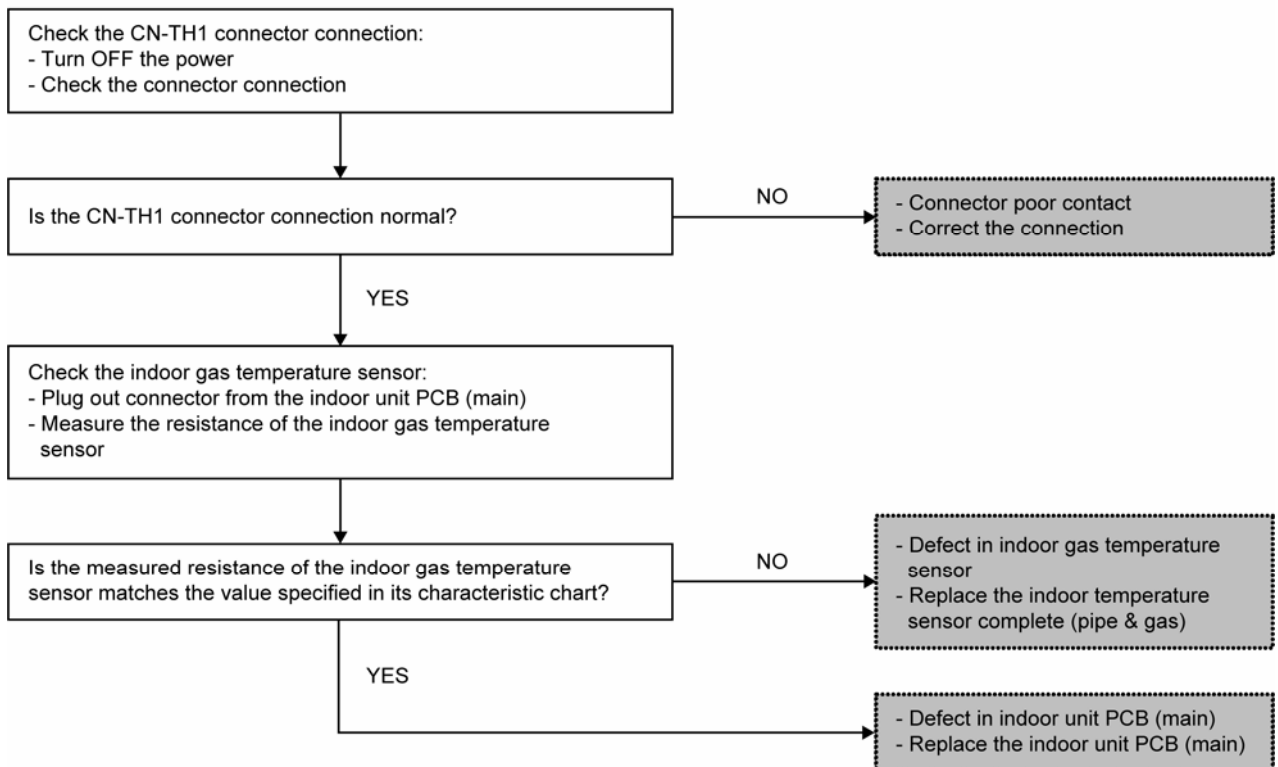 Check the CN-TH1 connector connection:
- Turn OFF the power
- Check the connector connection
Is the CN-TH1 connector connection normal?
NO
- Connector poor contact
- Correct the connection
YES
Check the indoor gas temperature sensor:
- Plug out connector from the indoor unit PCB (main)
- Measure the resistance of the indoor gas temperature
sensor
Is the measured resistance of the indoor gas temperature
sensor matches the value specified in its characteristic chart?
NO
- Defect in indoor gas temperature
sensor
- Replace the indoor temperature
sensor complete (pipe & gas)
YES
- Defect in indoor unit PCB (main)
- Replace the indoor unit PCB (main)